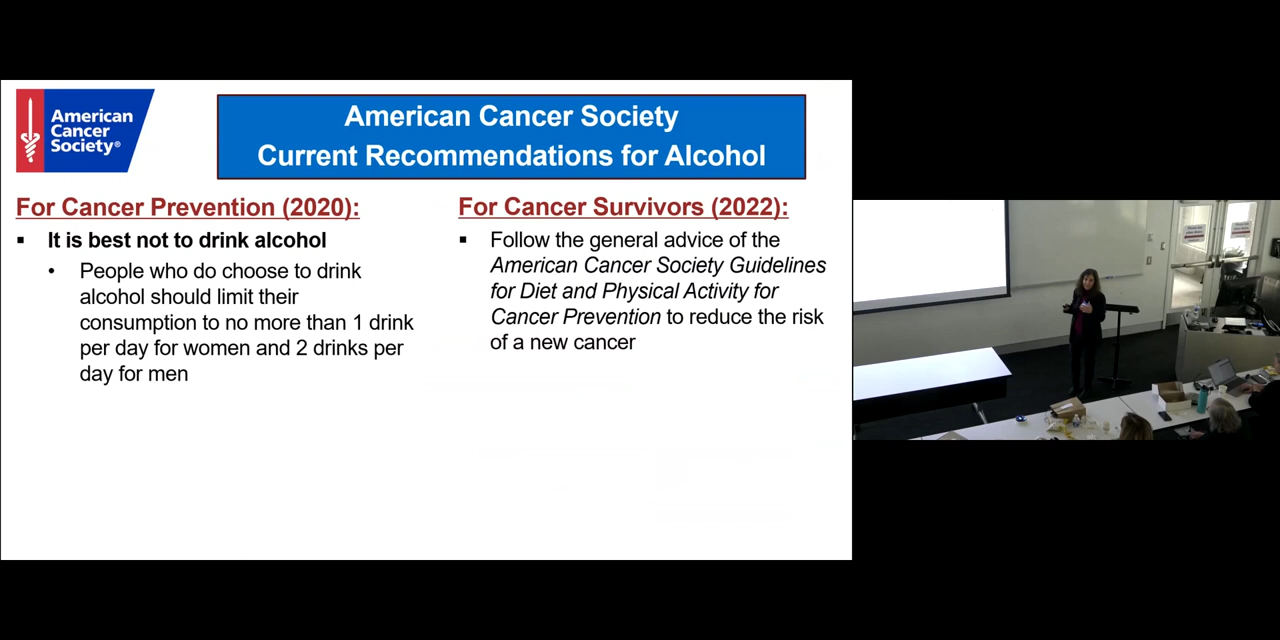 American
Cancer
Society®
American Cancer Society
Current Recommendations for Alcohol
For Cancer Prevention (2020):
▪ It is best not to drink alcohol
• People who do choose to drink
alcohol should limit their
consumption to no more than 1 drink
per day for women and 2 drinks per
day for men
For Cancer Survivors (2022):
▪ Follow the general advice of the
American Cancer Society Guidelines
for Diet and Physical Activity for
Cancer Prevention to reduce the risk
of a new cancer